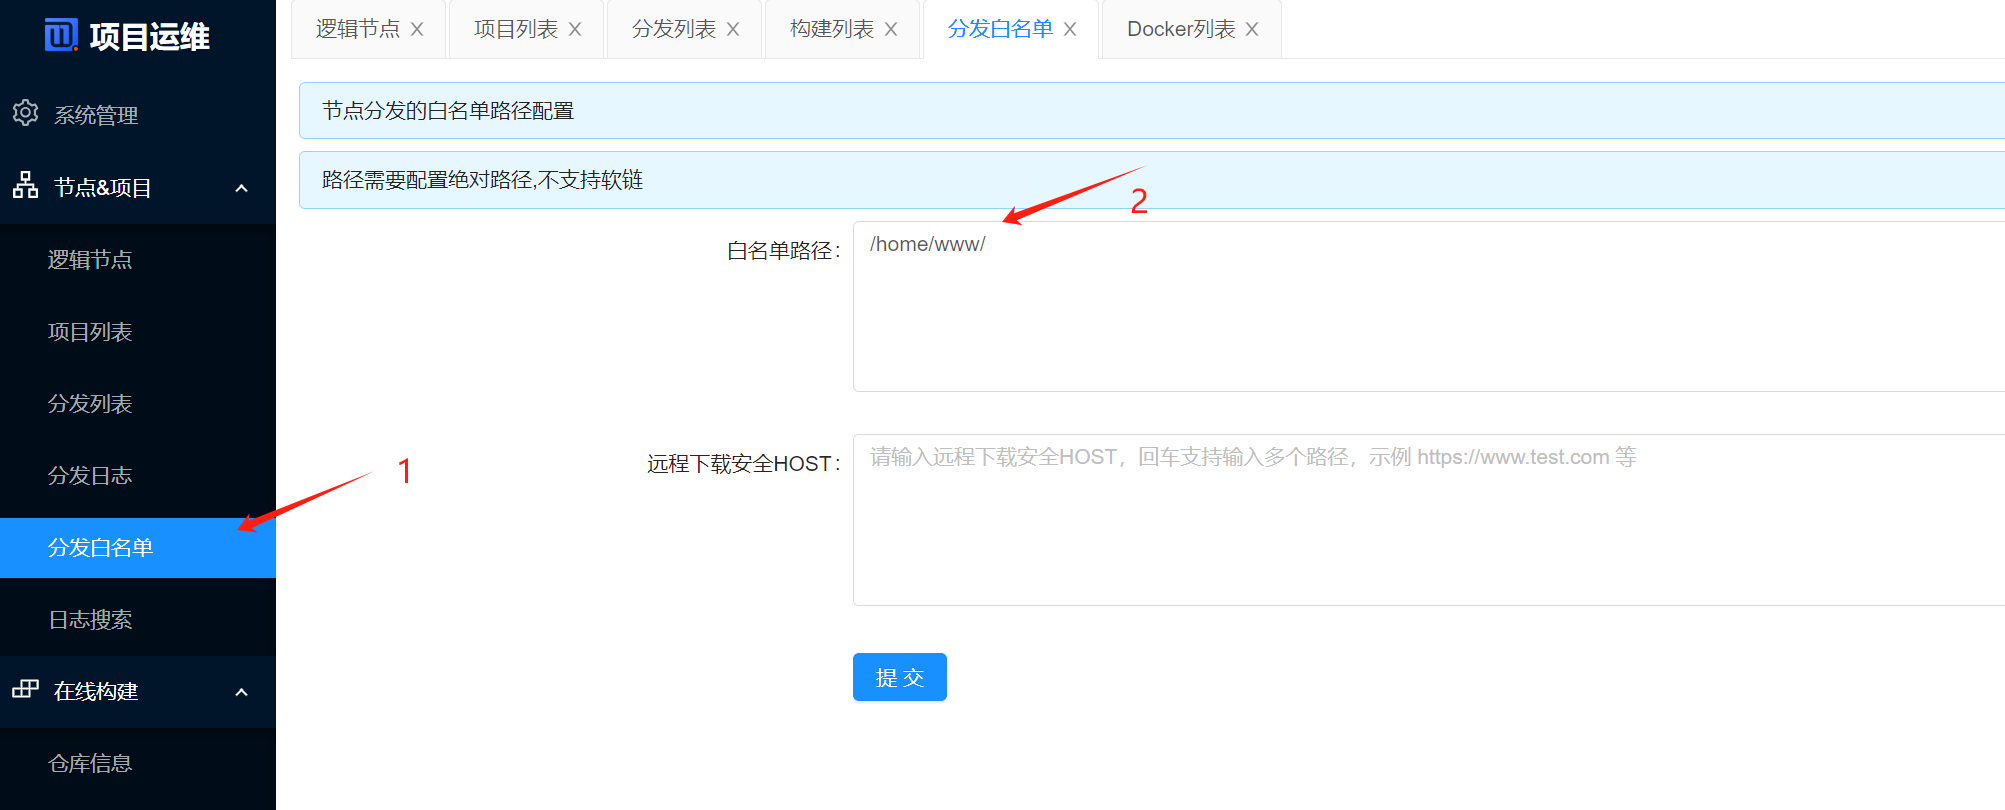 项目运维
逻辑节点 X 项目列表 X 分发列表 X 构建列表 X 分发白名单 X Docker列表 X
系统管理
节点&项目
逻辑节点
项目列表
分发列表
分发日志
分发白名单
日志搜索
在线构建
仓库信息
节点分发的白名单路径配置
路径需要配置绝对路径,不支持软链
2
白名单路径：
/home/www/
1
远程下载安全HOST：
请输入远程下载安全HOST，回车支持输入多个路径，示例 https://www.test.com 等
提 交